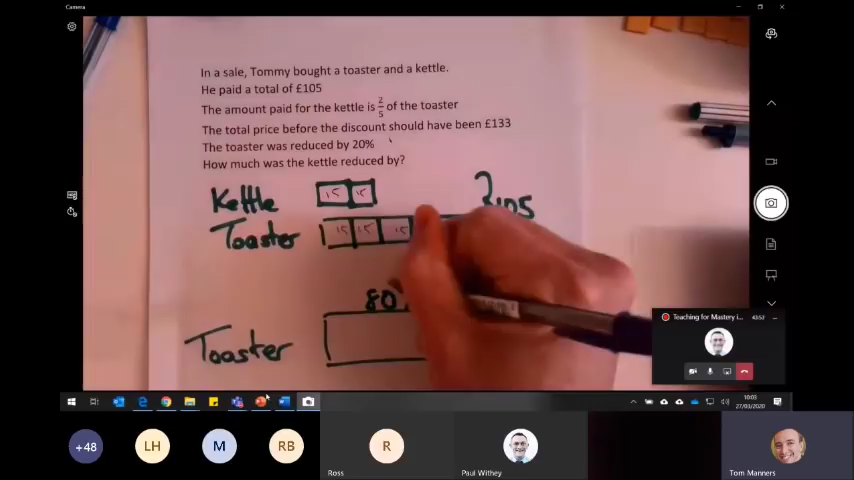 Camera
In a sale, Tommy bought a toaster and a kettle.
He paid a total of £105
The amount paid for the kettle is 2/5 of the toaster
The total price before the discount should have been £133
The toaster was reduced by 20%
How much was the kettle reduced by?
Kettle 15 15
105
Toaster 15 15 15
80
Toaster
Teaching for Mastery i... 43:52
10:03
27/03/2020
+48 LH M RB R
Ross Paul Withey Tom Manners